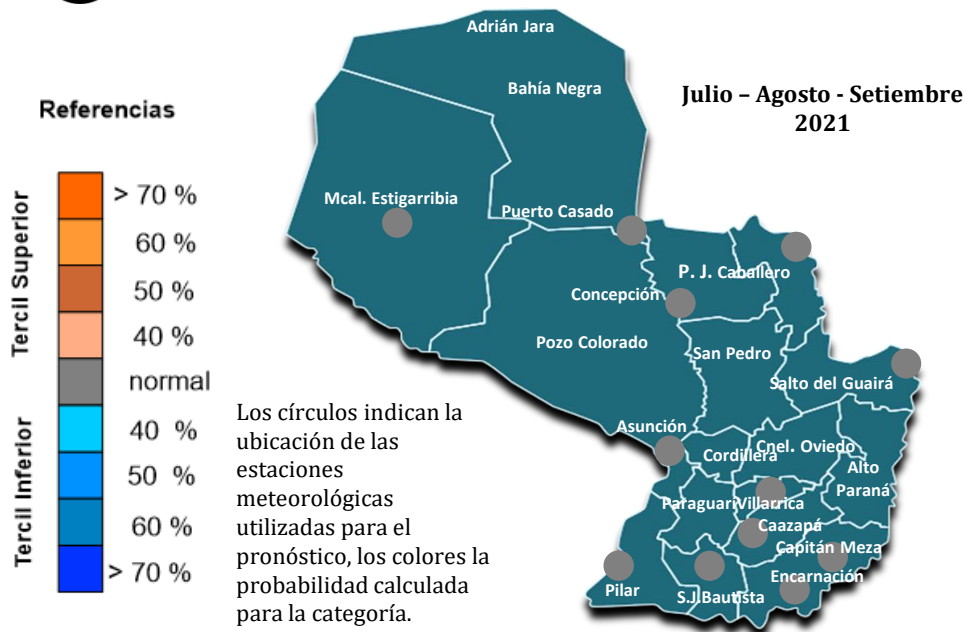 Referencias
Tercil Superior
> 70 %
60 %
50 %
40 %
normal
Tercil Inferior
40 %
50 %
60 %
> 70 %
Los círculos indican la
ubicación de las
estaciones
meteorológicas
utilizadas para el
pronóstico, los colores la
probabilidad calculada
para la categoría.
Julio – Agosto - Setiembre
2021
Adrián Jara
Bahía Negra
Mcal. Estigarribia
Puerto Casado
P. J. Caballero
Concepción
Pozo Colorado
San Pedro
Salto del Guairá
Asunción
Cnel. Oviedo
Cordillera
Alto
Paraná
Paraguarí
Villarrica
Caazapá
Capitán Meza
Encarnación
Pilar
S.J.Bautista